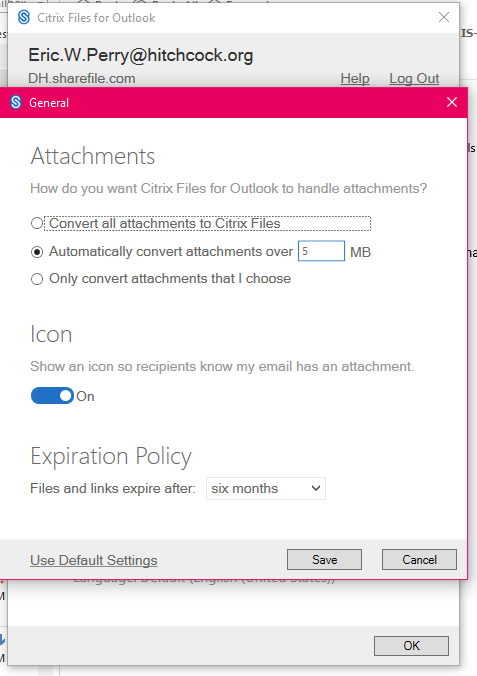 Citrix Files for Outlook
Eric.W.Perry@hitchcock.org
DH.sharefile.com
Help
Log Out
General
Attachments
How do you want Citrix Files for Outlook to handle attachments?
Convert all attachments to Citrix Files
Automatically convert attachments over 5 MB
Only convert attachments that I choose
Icon
Show an icon so recipients know my email has an attachment.
On
Expiration Policy
Files and links expire after: six months
Use Default Settings
Save
Cancel
Language: Default (English (United States))
OK